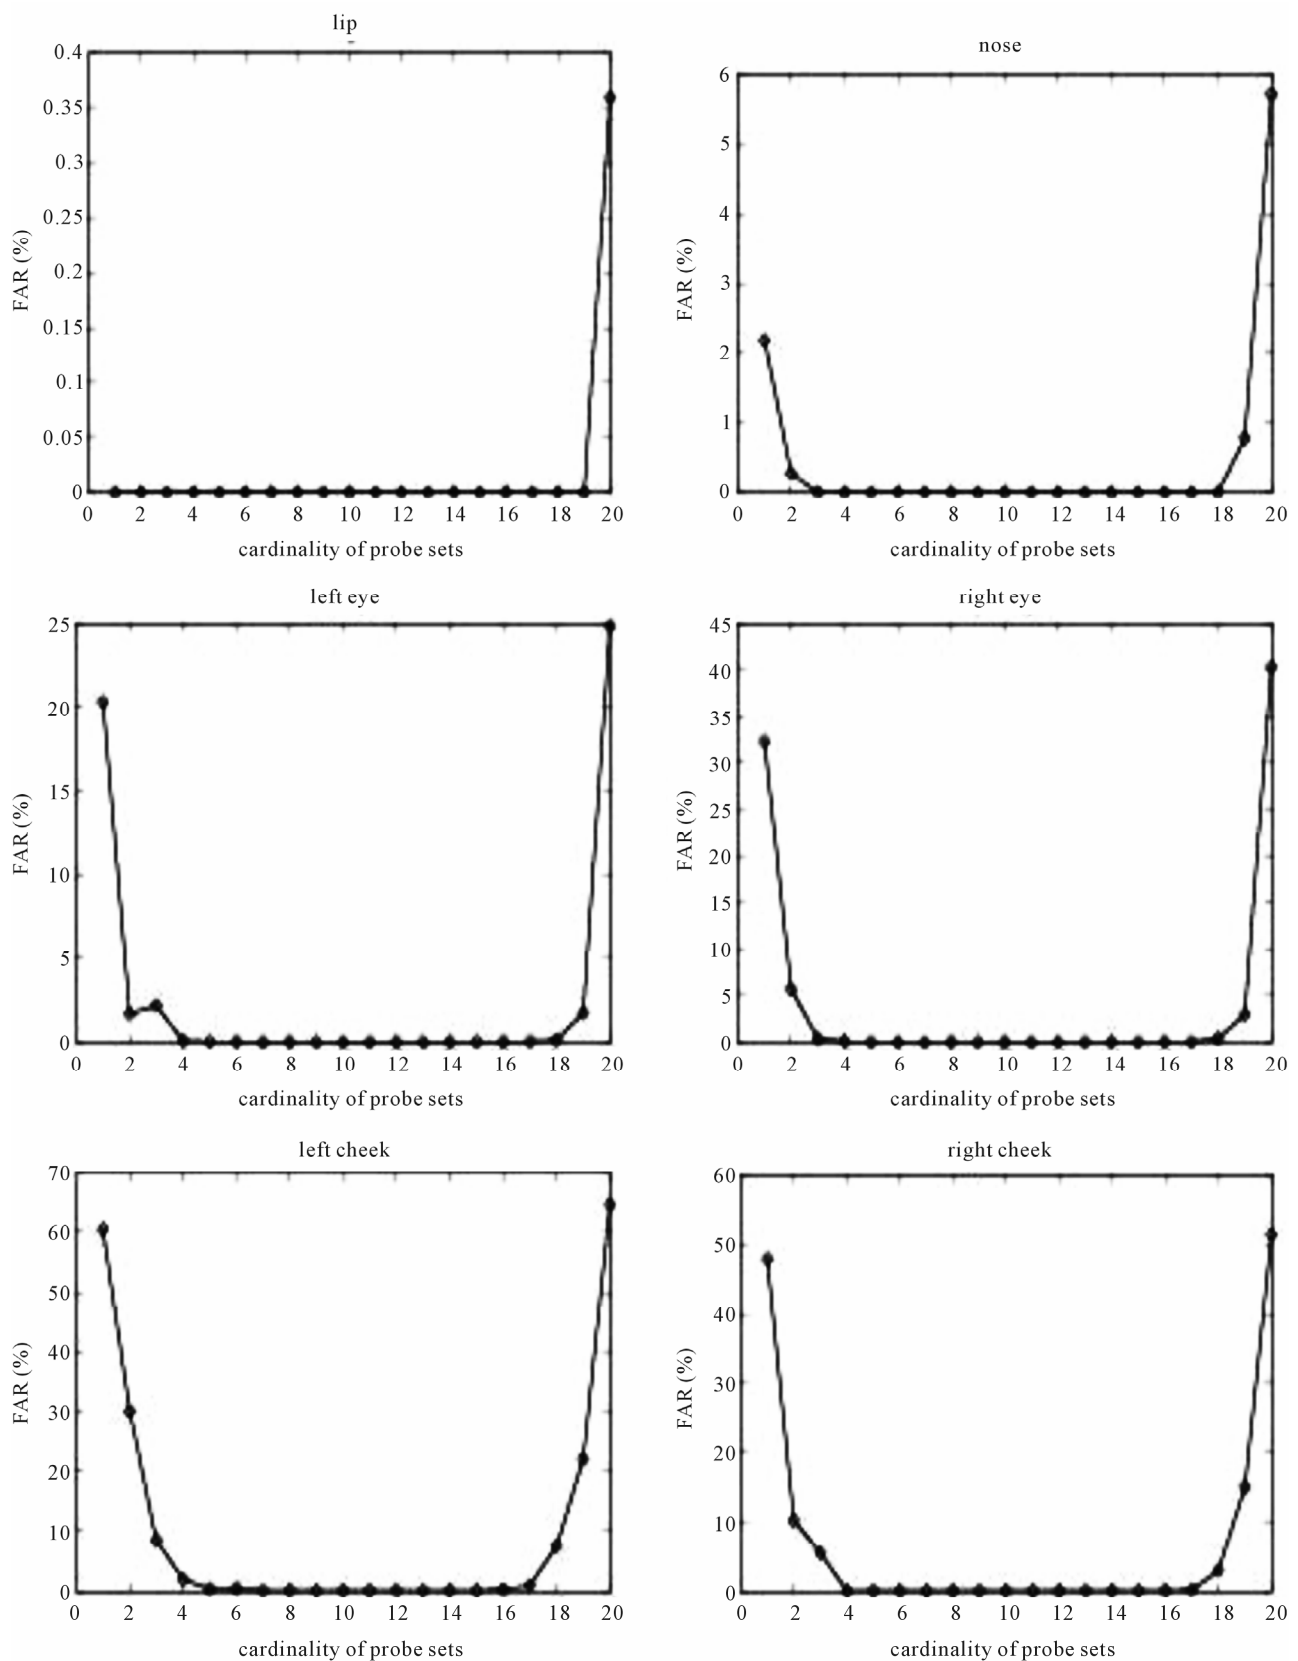 lip
0.4
0.35
0.3
0.25
0.2
0.15
0.1
0.05
0
FAR (%)
0 2 4 6 8 10 12 14 16 18 20
cardinality of probe sets
nose
6
5
4
3
2
1
0
FAR (%)
0 2 4 6 8 10 12 14 16 18 20
cardinality of probe sets
left eye
25
20
15
10
5
0
FAR (%)
0 2 4 6 8 10 12 14 16 18 20
cardinality of probe sets
right eye
45
40
35
30
25
20
15
10
5
0
FAR (%)
0 2 4 6 8 10 12 14 16 18 20
cardinality of probe sets
left cheek
70
60
50
40
30
20
10
0
FAR (%)
0 2 4 6 8 10 12 14 16 18 20
cardinality of probe sets
right cheek
60
50
40
30
20
10
0
FAR (%)
0 2 4 6 8 10 12 14 16 18 20
cardinality of probe sets